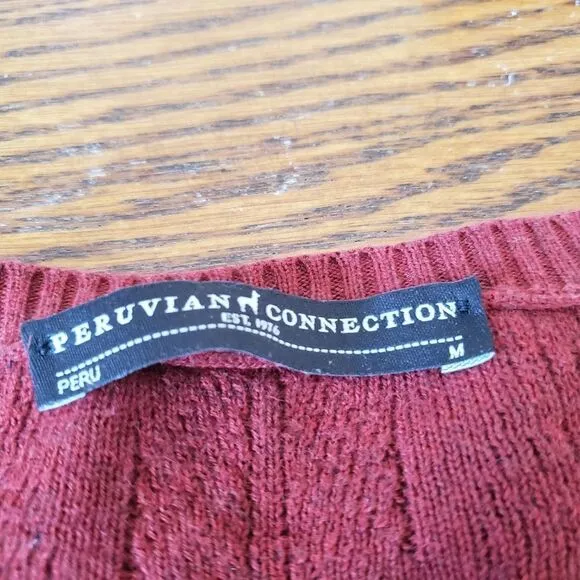 PERUVIAN CONNECTION
EST. 1976
PERU M